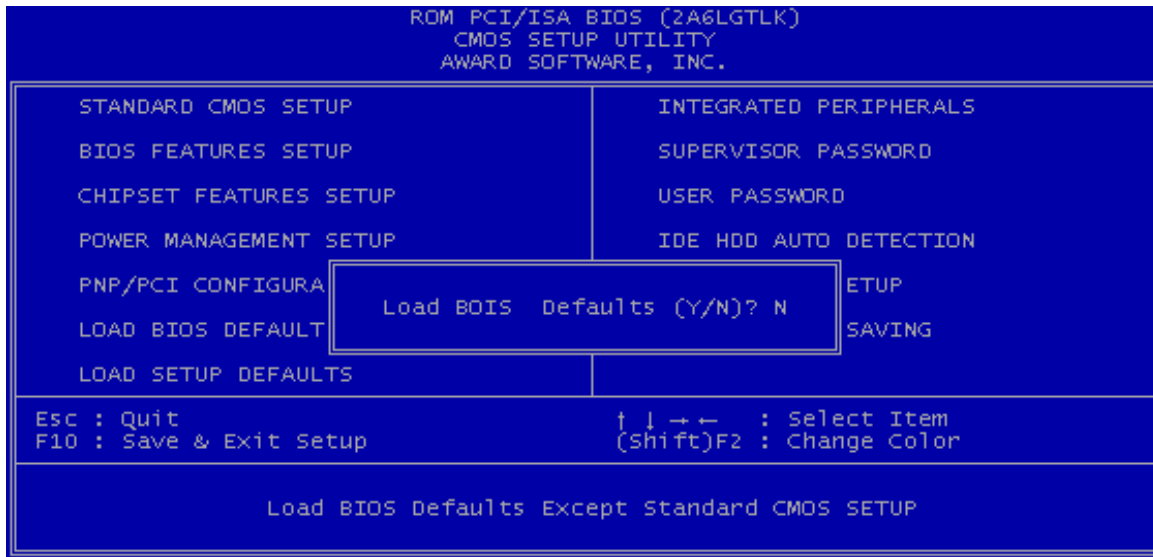 ROM PCI/ISA BIOS (2A6LGTLK)
CMOS SETUP UTILITY
AWARD SOFTWARE, INC.
STANDARD CMOS SETUP
BIOS FEATURES SETUP
CHIPSET FEATURES SETUP
POWER MANAGEMENT SETUP
PNP/PCI CONFIGURA
LOAD BIOS DEFAULT
LOAD SETUP DEFAULTS
INTEGRATED PERIPHERALS
SUPERVISOR PASSWORD
USER PASSWORD
IDE HDD AUTO DETECTION
ETUP
SAVING
Load BOIS Defaults (Y/N)? N
Esc : Quit
F10 : Save & Exit Setup
↑ ↓ → ← : Select Item
(Shift)F2 : Change Color
Load BIOS Defaults Except Standard CMOS SETUP